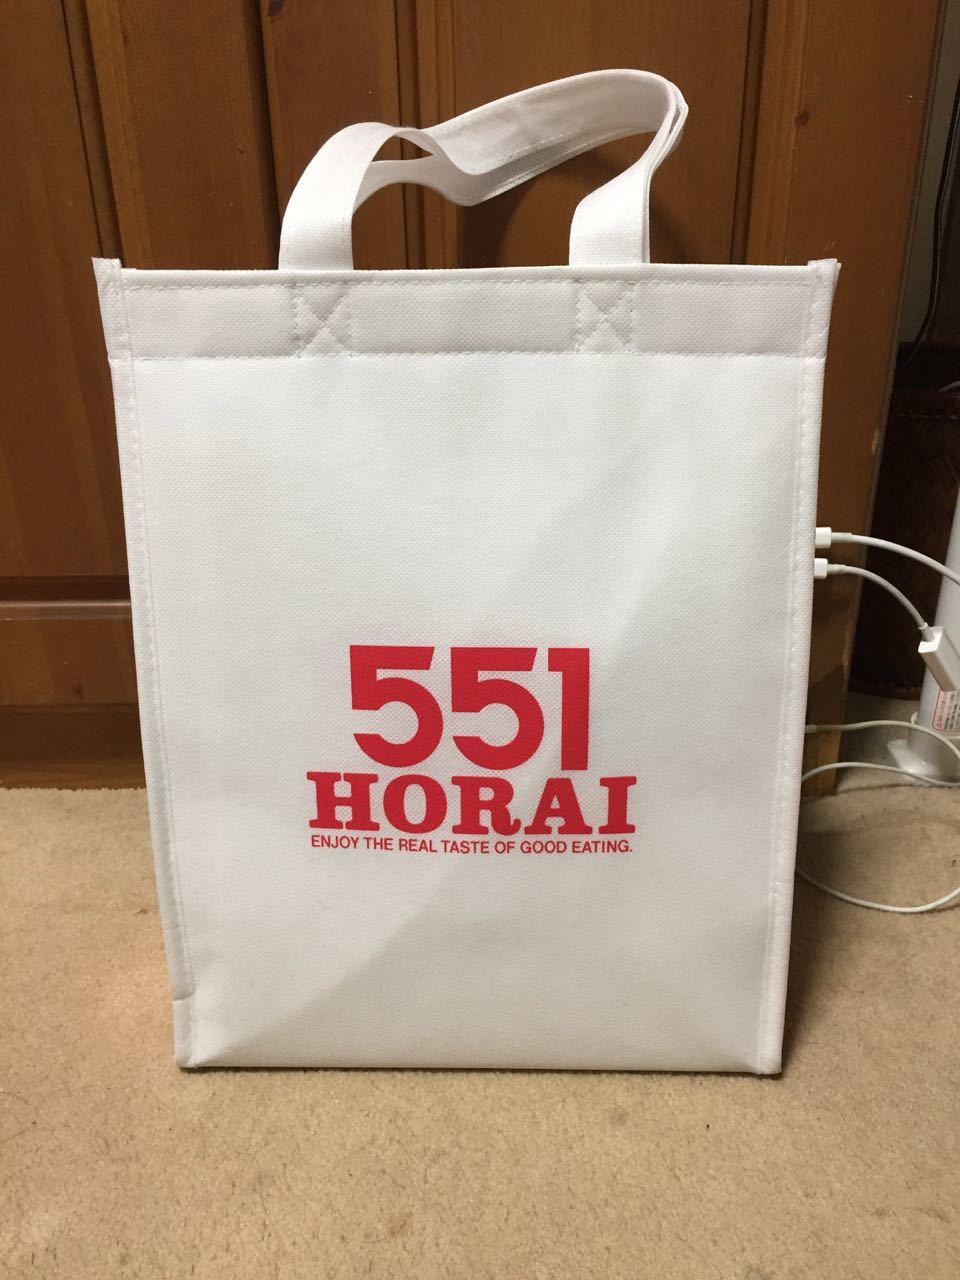 551
HORAI
ENJOY THE REAL TASTE OF GOOD EATING.